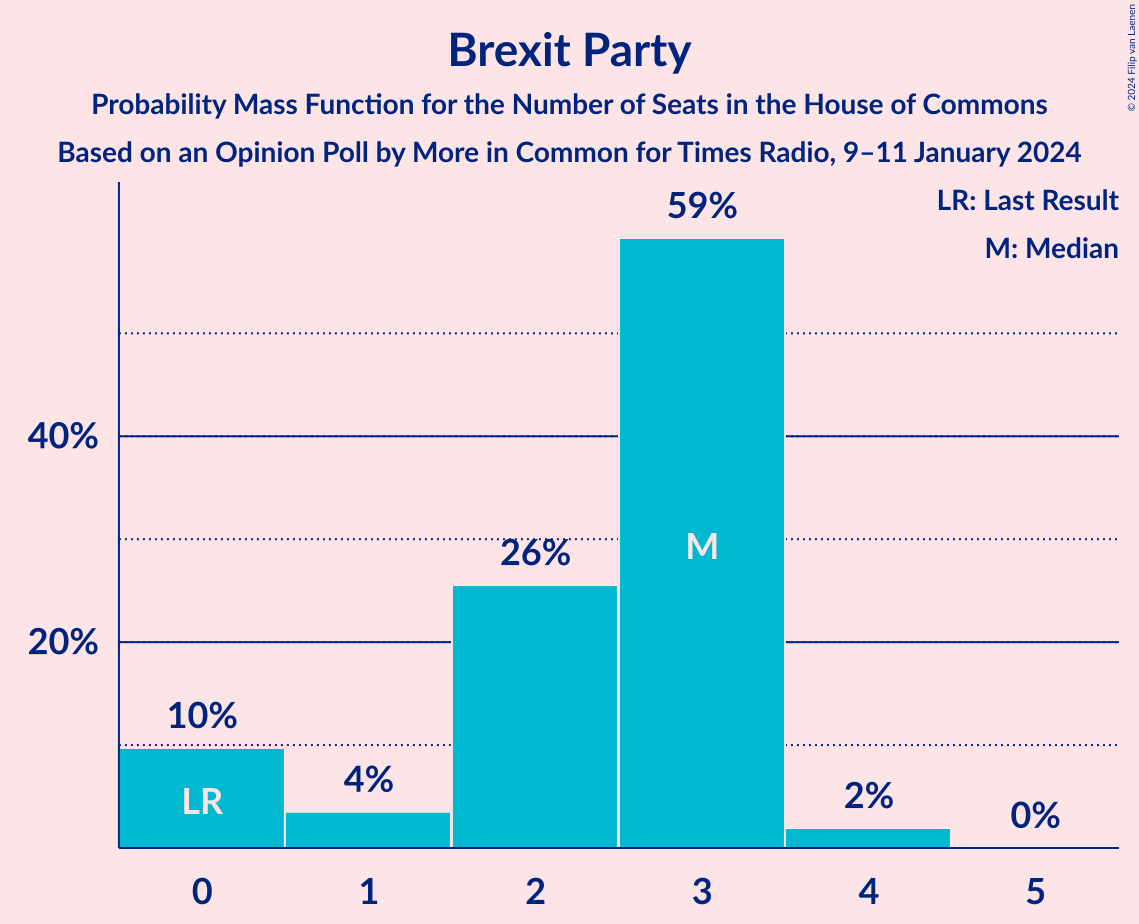 Brexit Party
Probability Mass Function for the Number of Seats in the House of Commons
Based on an Opinion Poll by More in Common for Times Radio, 9–11 January 2024
© 2024 Filip van Laenen
LR: Last Result
M: Median
59%
40%
26%
M
20%
10%
4%
LR
2%
0%
0 1 2 3 4 5